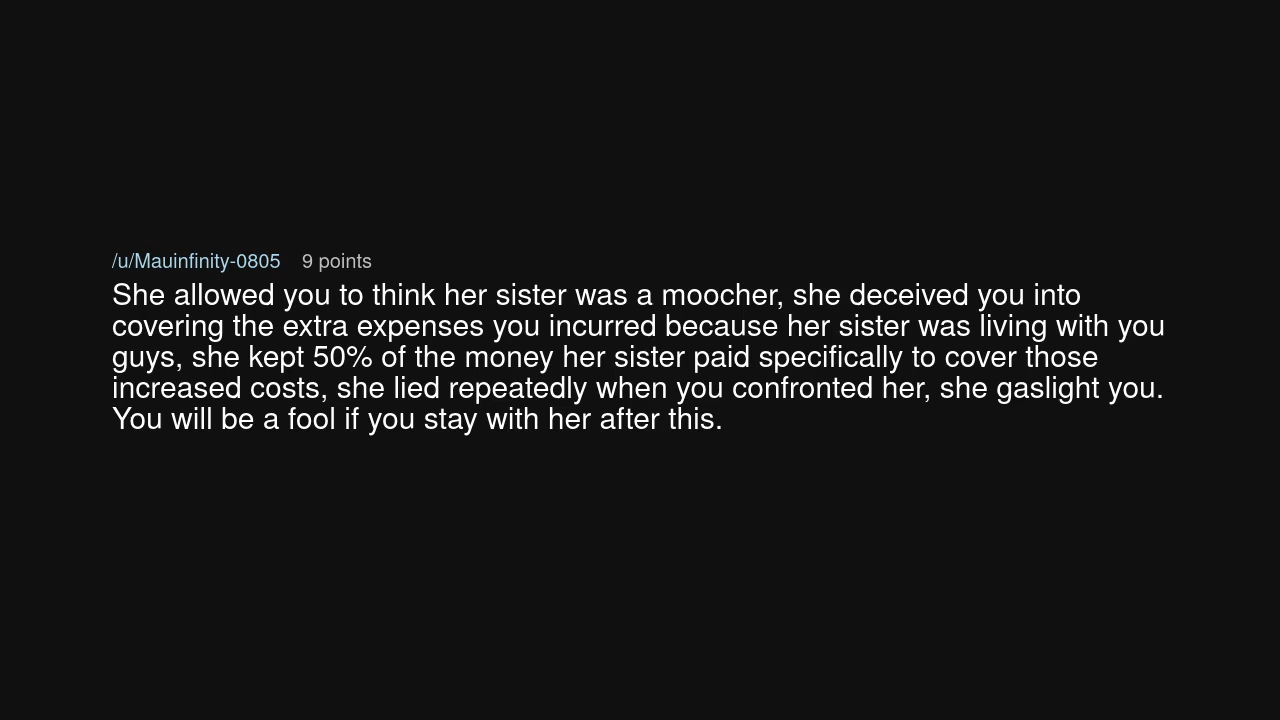 /u/Mauinfinity-0805 9 points
She allowed you to think her sister was a moocher, she deceived you into
covering the extra expenses you incurred because her sister was living with you
guys, she kept 50% of the money her sister paid specifically to cover those
increased costs, she lied repeatedly when you confronted her, she gaslight you.
You will be a fool if you stay with her after this.